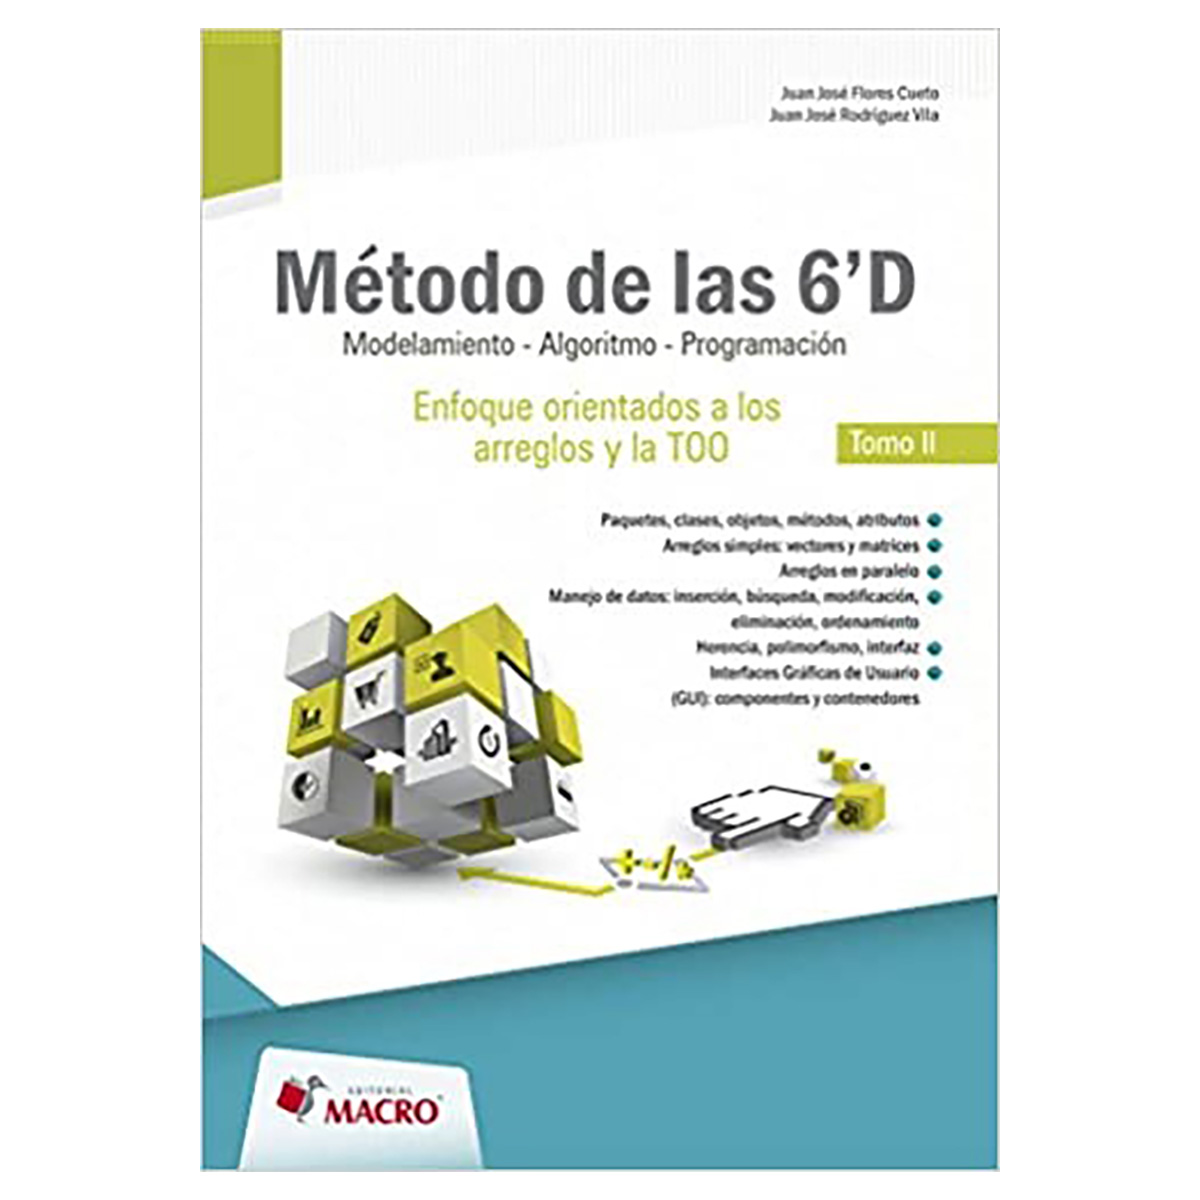 Juan José Flores Cueto
Juan José Rodríguez Vila
Método de las 6'D
Modelamiento - Algoritmo - Programación
Enfoque orientados a los
arreglos y la TOO
Tomo II
Paquetes, clases, objetos, métodos, atributos
Arreglos simples: vectores y matrices
Arreglos en paralelo
Manejo de datos: inserción, búsqueda, modificación,
eliminación, ordenamiento
Herencia, polimorfismo, interfaz
Interfaces Gráficas de Usuario
(GUI): componentes y contenedores
EDITORIAL
MACRO